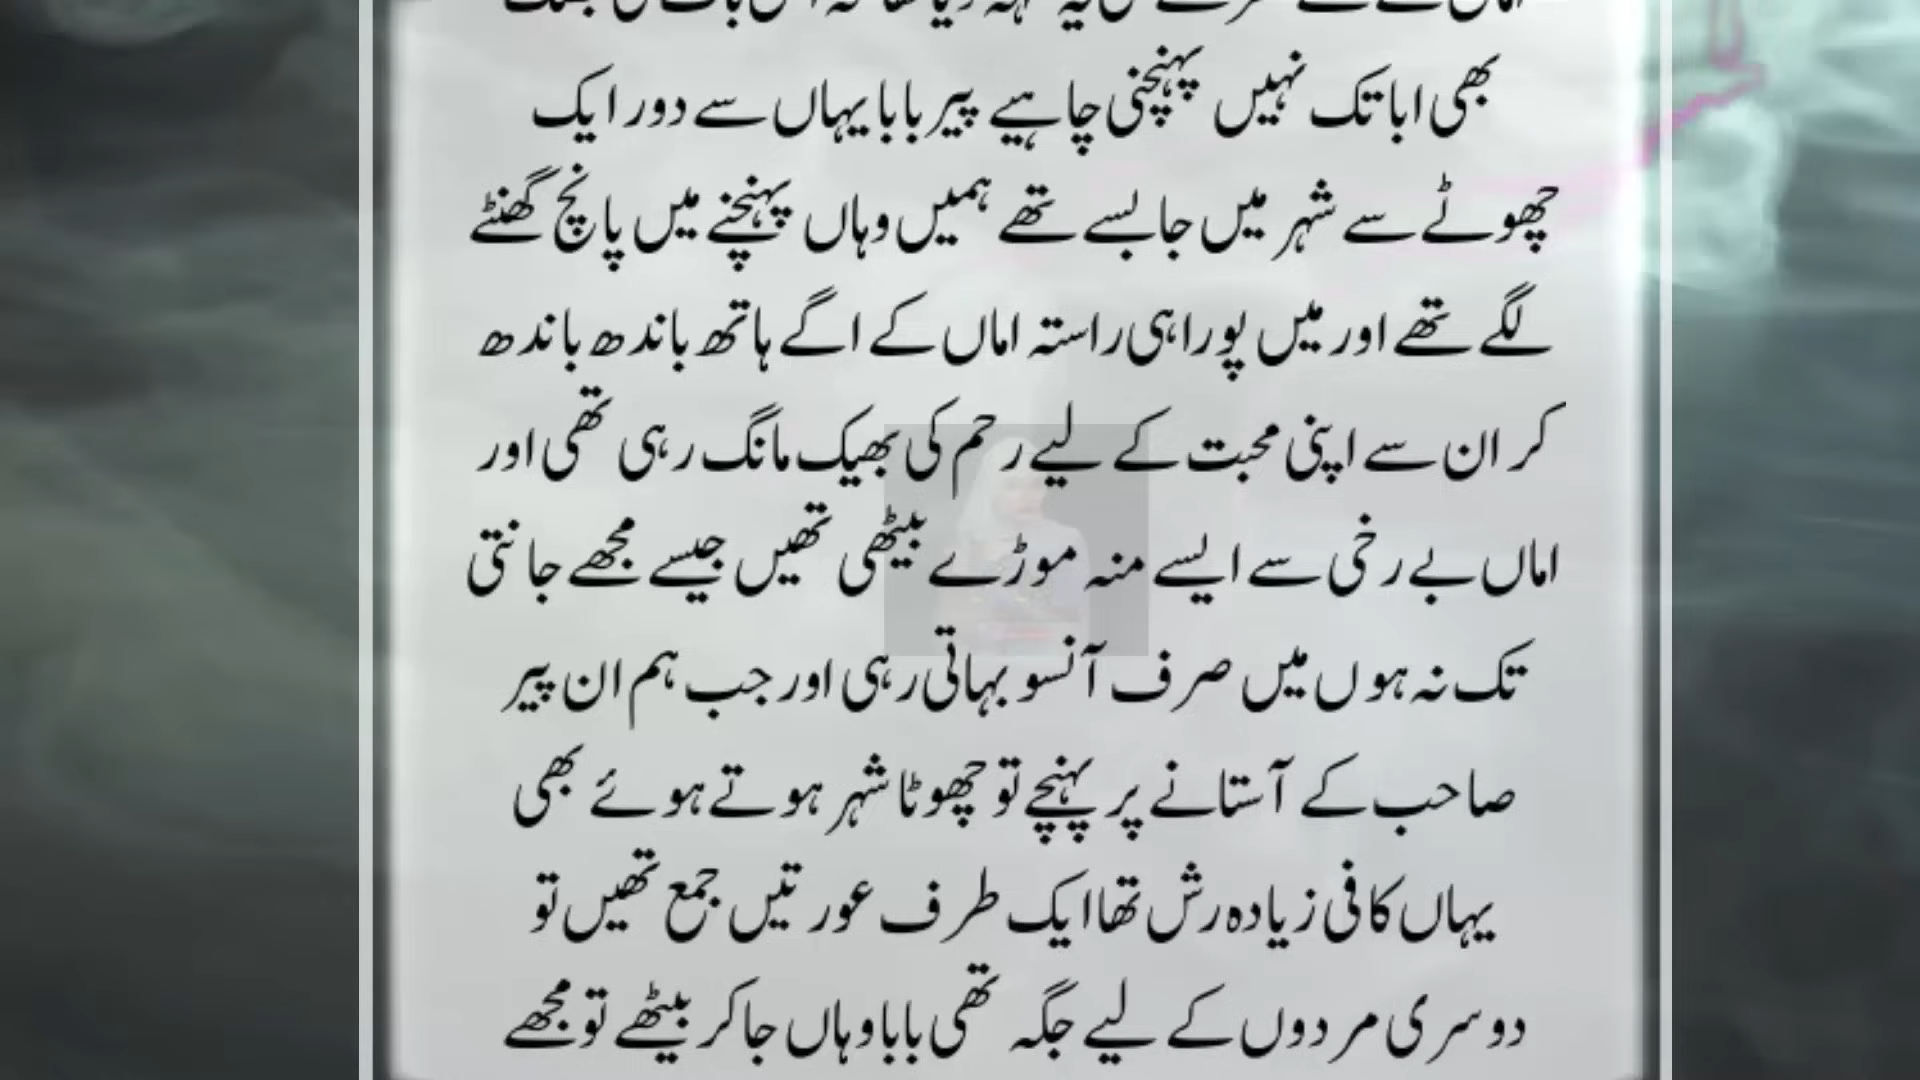 بھی ابا تک نہیں پہنچنی چاہیے پیر بابا یہاں سے دور ایک
چھوٹے سے شہر میں جا بسے تھے ہمیں وہاں پہنچنے میں پانچ گھنٹے
لگے تھے اور میں پورا ہی راستہ اماں کے اگے ہاتھ باندھ باندھ
کر ان سے اپنی محبت کے لیے رحم کی بھیک مانگ رہی تھی اور
اماں بے رخی سے ایسے منہ موڑے بیٹھی تھیں جیسے مجھے جانتی
تک نہ ہوں میں صرف آنسو بہاتی رہی اور جب ہم ان پیر
صاحب کے آستانے پر پہنچے تو چھوٹا شہر ہوتے ہوئے بھی
یہاں کافی زیادہ رش تھا ایک طرف عورتیں جمع تھیں تو
دوسری مردوں کے لیے جگہ تھی بابا وہاں جا کر بیٹھے تو مجھے